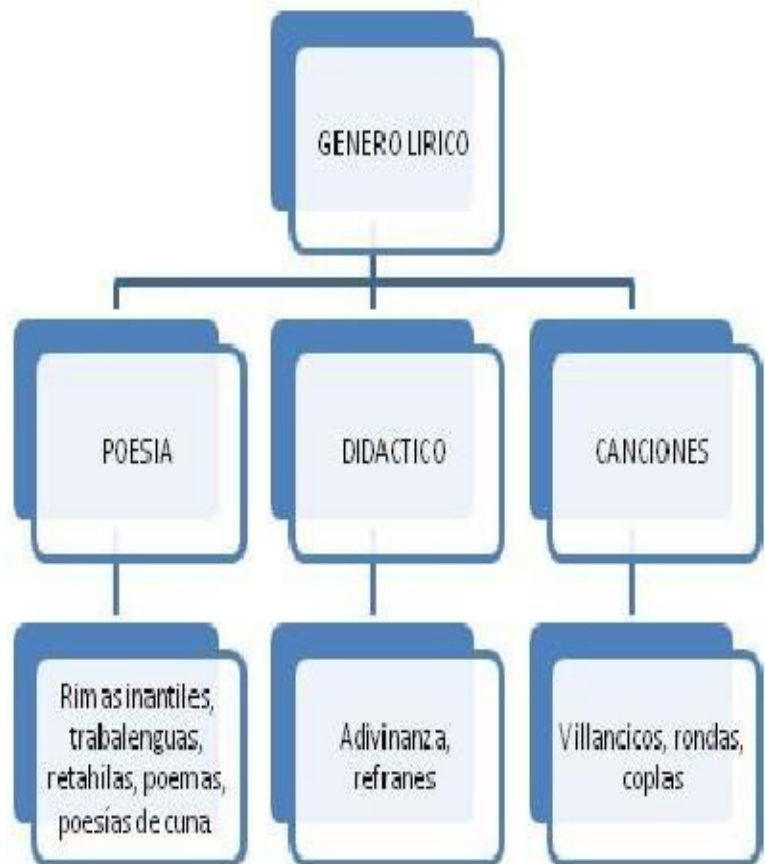 GENERO LIRICO
POESIA
DIDACTICO
CANCIONES
Rimas inantiles,
trabalenguas,
retahilas, poemas,
poesías de cuna
Adivinanza,
refranes
Villancicos, rondas,
coplas